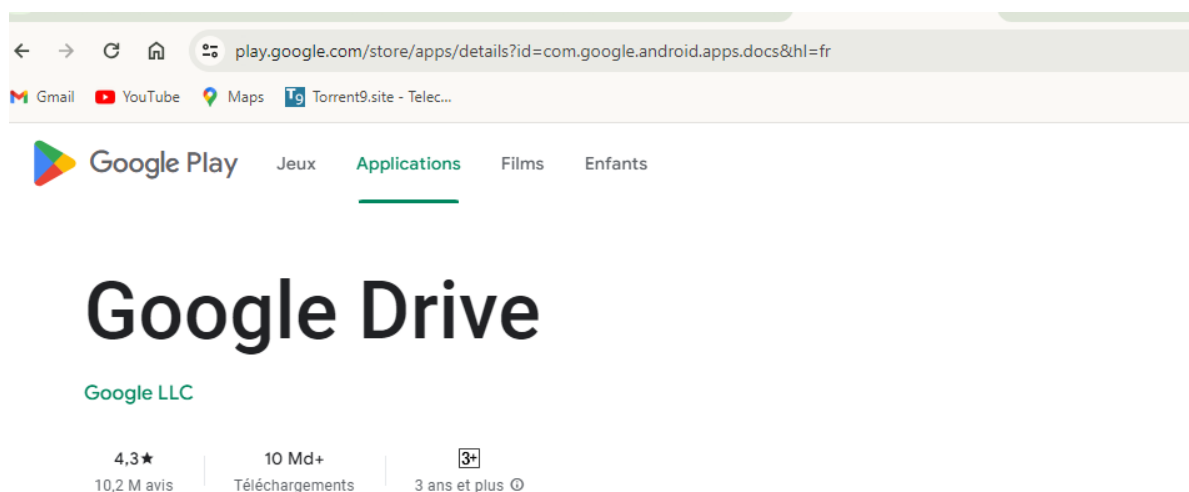 play.google.com/store/apps/details?id=com.google.android.apps.docs&hl=fr
Gmail YouTube Maps T9 Torrent9.site - Telec...
Google Play Jeux Applications Films Enfants
Google Drive
Google LLC
4,3★ 10 Md+ 3+
10,2 M avis Téléchargements 3 ans et plus